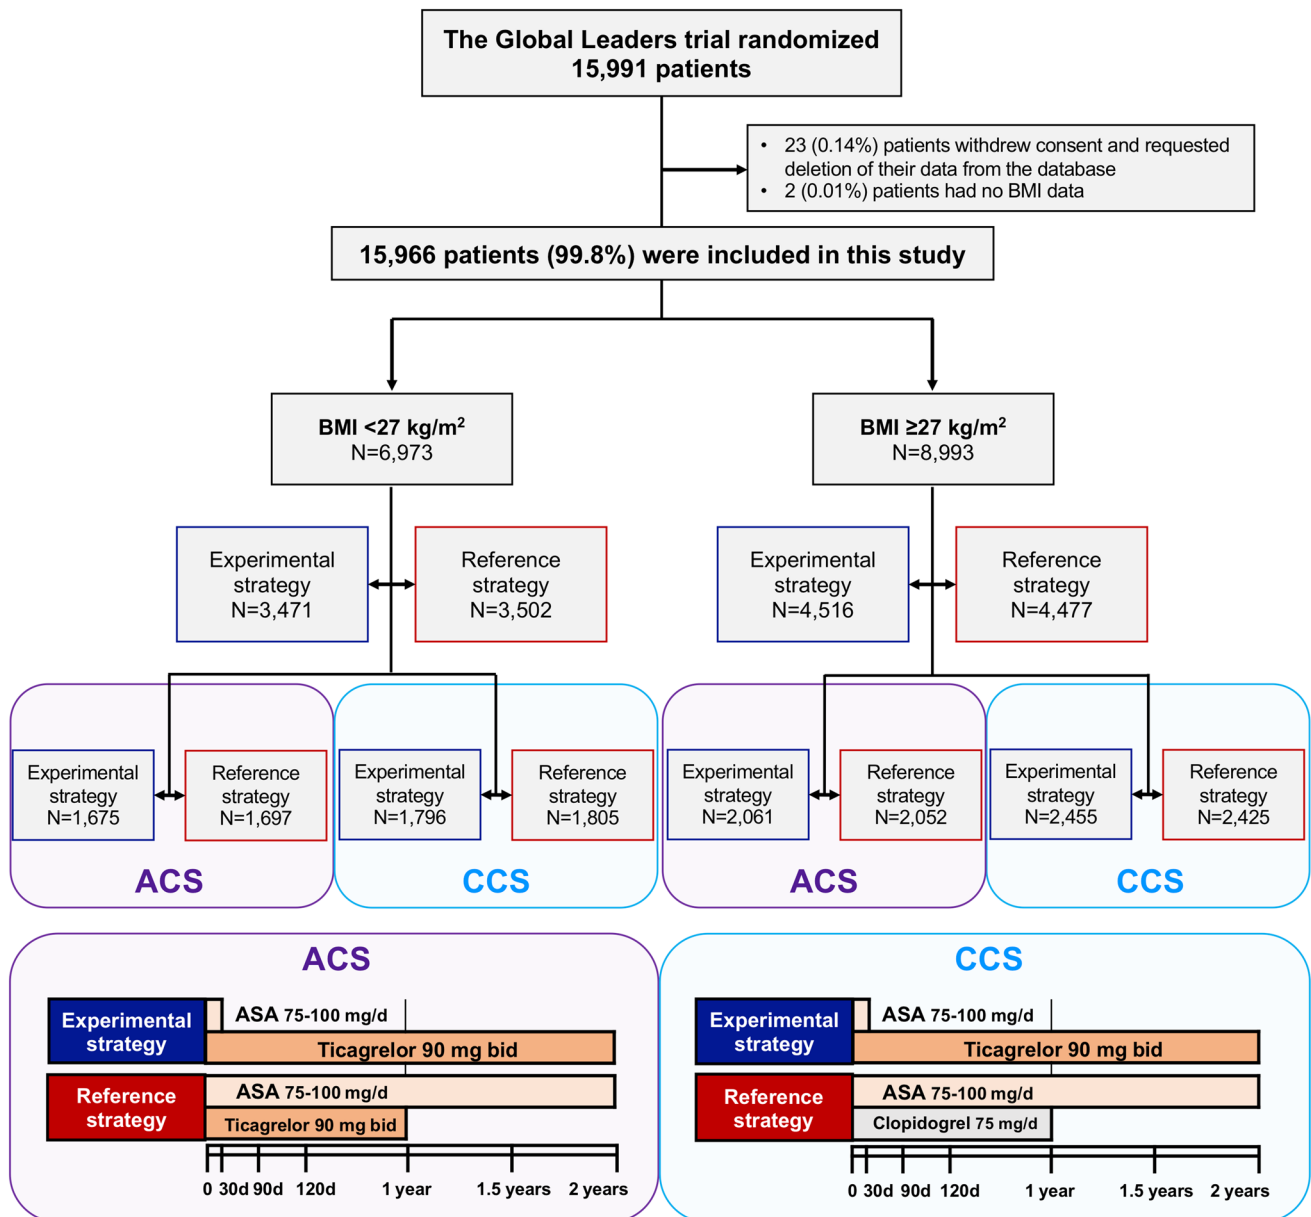 The Global Leaders trial randomized
15,991 patients
• 23 (0.14%) patients withdrew consent and requested
deletion of their data from the database
• 2 (0.01%) patients had no BMI data
15,966 patients (99.8%) were included in this study
BMI <27 kg/m²
N=6,973
BMI ≥27 kg/m²
N=8,993
Experimental
strategy
N=3,471
Reference
strategy
N=3,502
Experimental
strategy
N=4,516
Reference
strategy
N=4,477
Experimental
strategy
N=1,675
Reference
strategy
N=1,697
ACS
Experimental
strategy
N=1,796
Reference
strategy
N=1,805
CCS
Experimental
strategy
N=2,061
Reference
strategy
N=2,052
ACS
Experimental
strategy
N=2,455
Reference
strategy
N=2,425
CCS
ACS
Experimental
strategy
ASA 75-100 mg/d
Ticagrelor 90 mg bid
Reference
strategy
ASA 75-100 mg/d
Ticagrelor 90 mg bid
0 30d 90d 120d 1 year 1.5 years 2 years
CCS
Experimental
strategy
ASA 75-100 mg/d
Ticagrelor 90 mg bid
Reference
strategy
ASA 75-100 mg/d
Clopidogrel 75 mg/d
0 30d 90d 120d 1 year 1.5 years 2 years